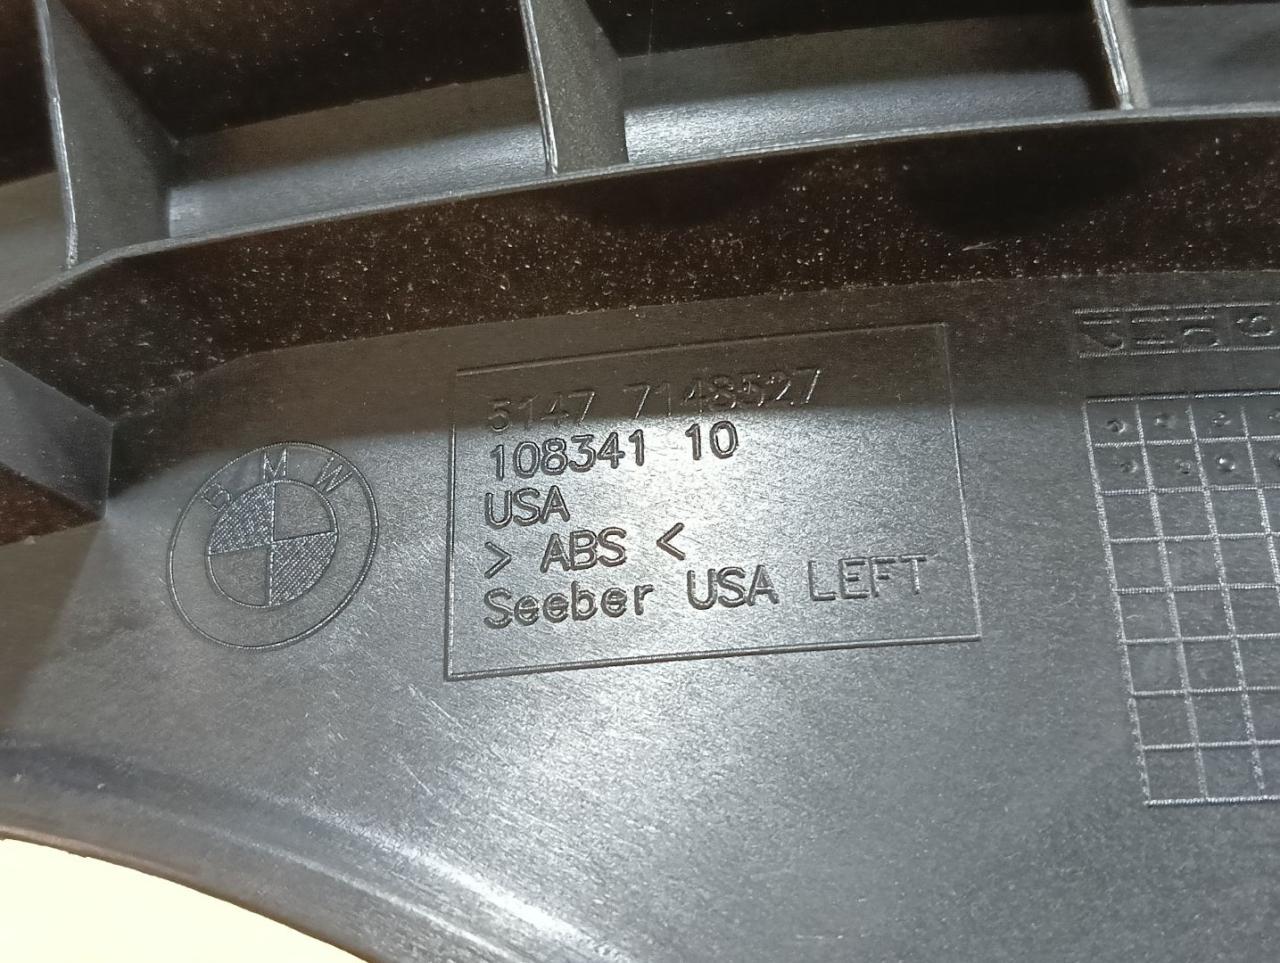 5147 7148527
108341 10
USA
> ABS <
Seeber USA LEFT
BMW